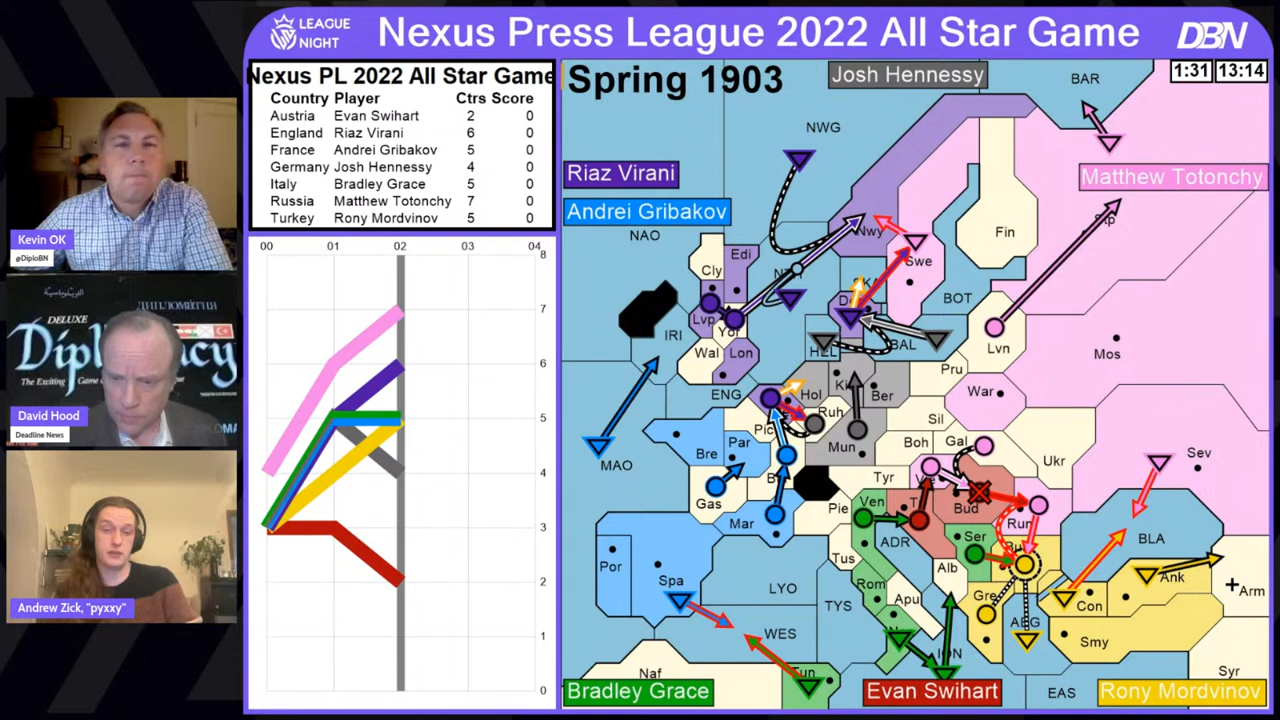 LEAGUE
NIGHT
Nexus Press League 2022 All Star Game
DBN
Nexus PL 2022 All Star Game
Country Player Ctrs Score
Austria Evan Swihart 2 0
England Riaz Virani 6 0
France Andrei Gribakov 5 0
Germany Josh Hennessy 4 0
Italy Bradley Grace 5 0
Russia Matthew Totonchy 7 0
Turkey Rony Mordvinov 5 0
00 01 02 03 04
8
7
6
5
4
3
2
1
0
Kevin OK
@DiploBN
DELUXE
ДИПЛОМАТИЯ
The Exciting Game
David Hood
Deadline News
Andrew Zick, "pyxxy"
Spring 1903
Josh Hennessy
1:31 13:14
Riaz Virani
Andrei Gribakov
Matthew Totonchy
Bradley Grace
Evan Swihart
Rony Mordvinov
BAR
NWG
NAO
Nwy
Fin
Edi
Cly
Swe
BOT
IRI
Lvp
Yor
BAL
Lvn
Mos
Wal
Lon
HEL
Pru
ENG
Hol
Ber
War
Ruh
Sil
Pic
MAO
Bre
Par
Mun
Boh
Gal
Ukr
Sev
Gas
Tyr
Bud
Mar
Pie
Ven
Rum
ADR
Ser
BLA
Tus
Alb
Por
Spa
LYO
Rom
Apu
Ank
Arm
TYS
Gre
Con
AEG
WES
ION
Smy
Naf
Tun
Syr
EAS